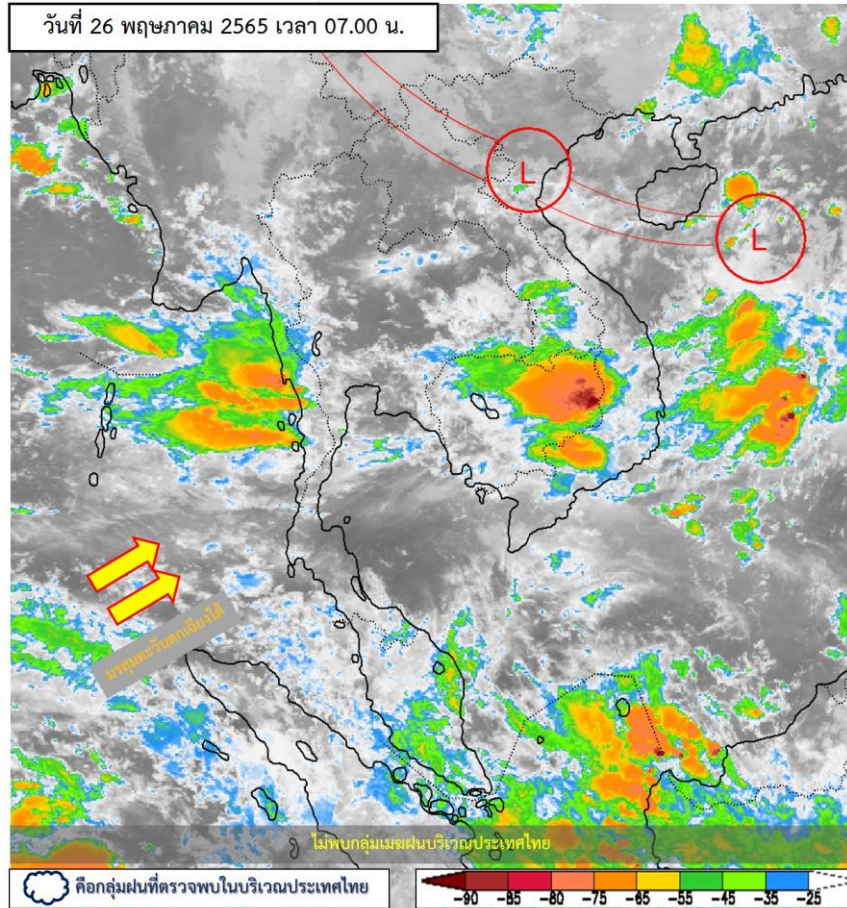 วันที่ 26 พฤษภาคม 2565 เวลา 07.00 น.
L
L
มรสุมตะวันตกเฉียงใต้
ไม่พบกลุ่มเมฆฝนบริเวณประเทศไทย
คือกลุ่มฝนที่ตรวจพบในบริเวณประเทศไทย
-90 -85 -80 -75 -65 -55 -45 -35 -25